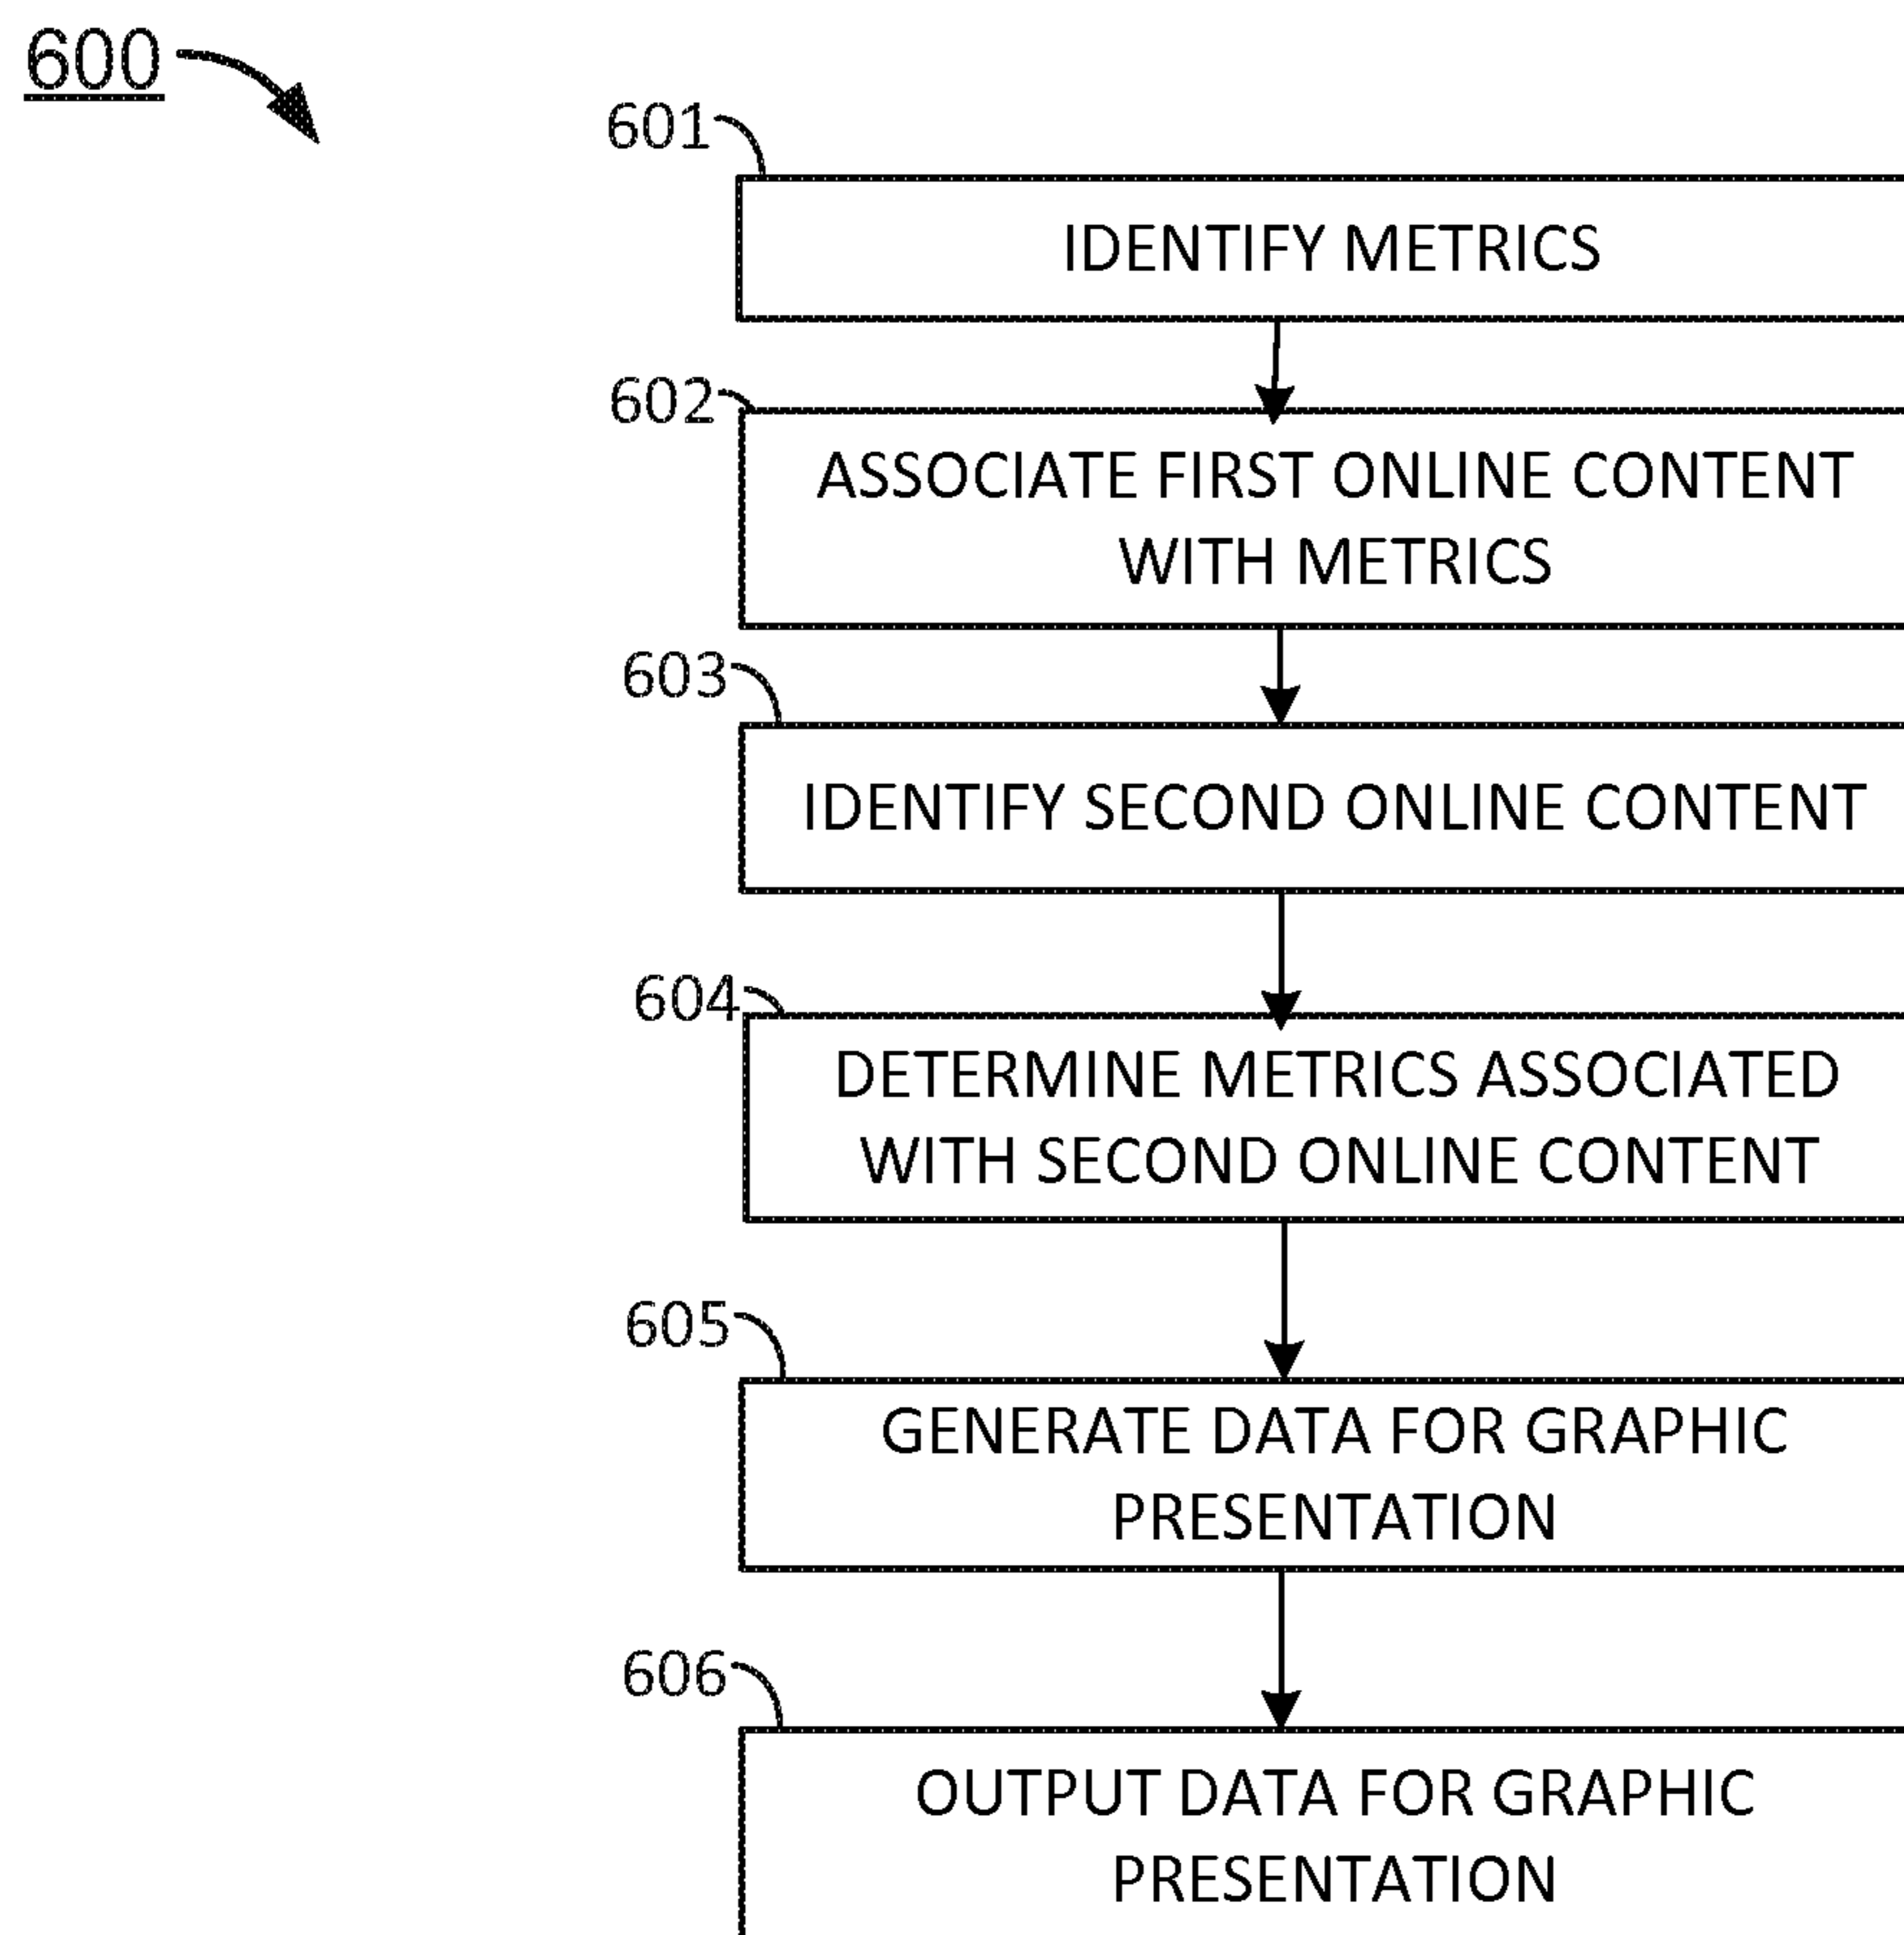 600
601
IDENTIFY METRICS
602
ASSOCIATE FIRST ONLINE CONTENT
WITH METRICS
603
IDENTIFY SECOND ONLINE CONTENT
604
DETERMINE METRICS ASSOCIATED
WITH SECOND ONLINE CONTENT
605
GENERATE DATA FOR GRAPHIC
PRESENTATION
606
OUTPUT DATA FOR GRAPHIC
PRESENTATION